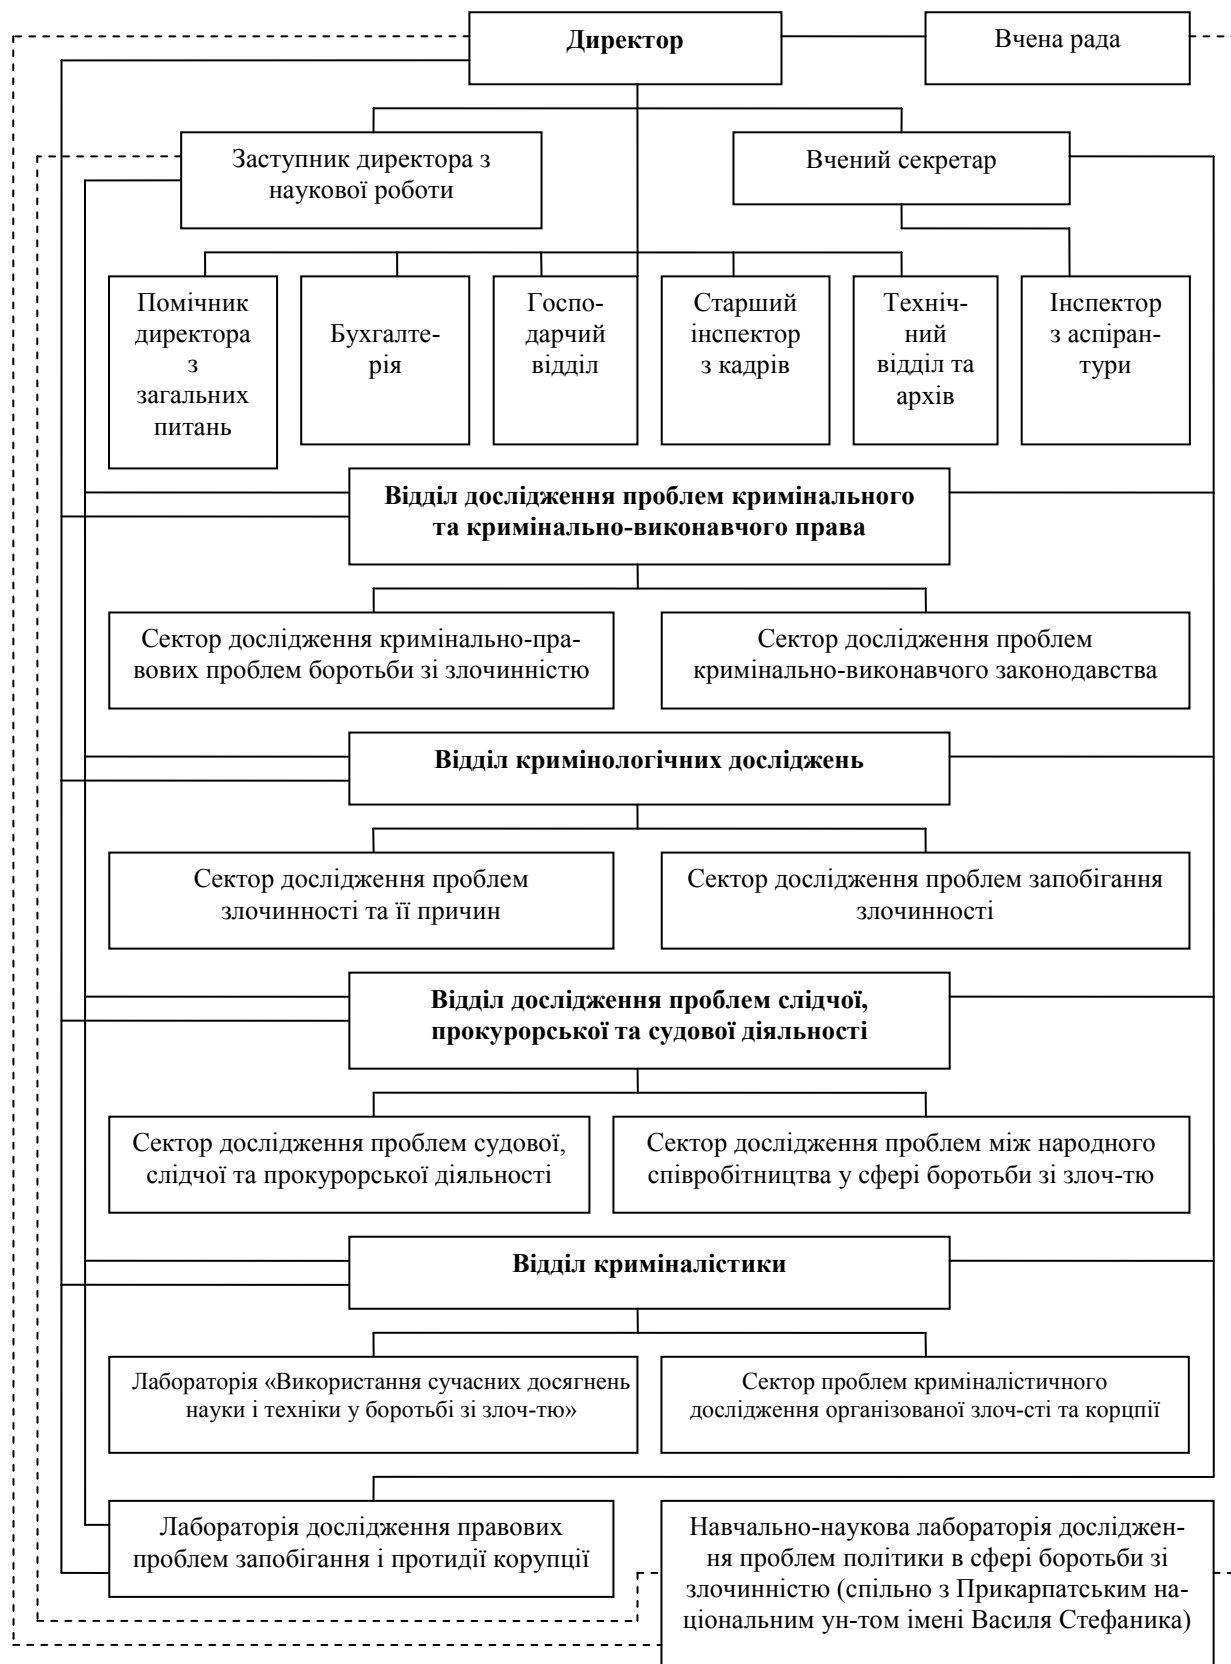 Директор
Вчена рада
Заступник директора з
наукової роботи
Вчений секретар
Помічник
директора
з
загальних
питань
Бухгалте-
рія
Госпо-
дарчий
відділ
Старший
інспектор
з кадрів
Техніч-
ний
відділ та
архів
Інспектор
з аспіран-
тури
Відділ дослідження проблем кримінального
та кримінально-виконавчого права
Сектор дослідження кримінально-пра-
вових проблем боротьби зі злочинністю
Сектор дослідження проблем
кримінально-виконавчого законодавства
Відділ кримінологічних досліджень
Сектор дослідження проблем
злочинності та її причин
Сектор дослідження проблем запобігання
злочинності
Відділ дослідження проблем слідчої,
прокурорської та судової діяльності
Сектор дослідження проблем судової,
слідчої та прокурорської діяльності
Сектор дослідження проблем між народного
співробітництва у сфері боротьби зі злоч-тю
Відділ криміналістики
Лабораторія «Використання сучасних досягнень
науки і техніки у боротьбі зі злоч-тю»
Сектор проблем криміналістичного
дослідження організованої злоч-сті та корцпії
Лабораторія дослідження правових
проблем запобігання і протидії корупції
Навчально-наукова лабораторія досліджен-
ня проблем політики в сфері боротьби зі
злочинністю (спільно з Прикарпатським на-
ціональним ун-том імені Василя Стефаника)